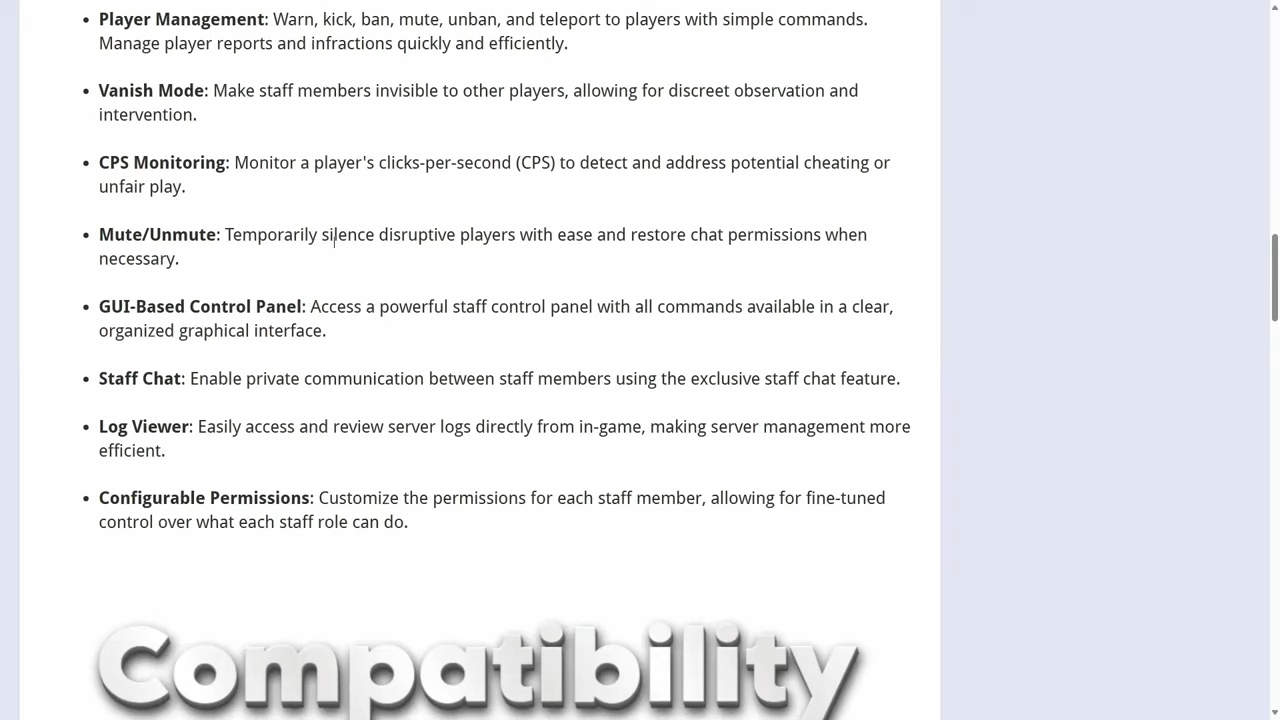 • Player Management: Warn, kick, ban, mute, unban, and teleport to players with simple commands.
Manage player reports and infractions quickly and efficiently.
• Vanish Mode: Make staff members invisible to other players, allowing for discreet observation and
intervention.
• CPS Monitoring: Monitor a player's clicks-per-second (CPS) to detect and address potential cheating or
unfair play.
• Mute/Unmute: Temporarily silence disruptive players with ease and restore chat permissions when
necessary.
• GUI-Based Control Panel: Access a powerful staff control panel with all commands available in a clear,
organized graphical interface.
• Staff Chat: Enable private communication between staff members using the exclusive staff chat feature.
• Log Viewer: Easily access and review server logs directly from in-game, making server management more
efficient.
• Configurable Permissions: Customize the permissions for each staff member, allowing for fine-tuned
control over what each staff role can do.
Compatibility